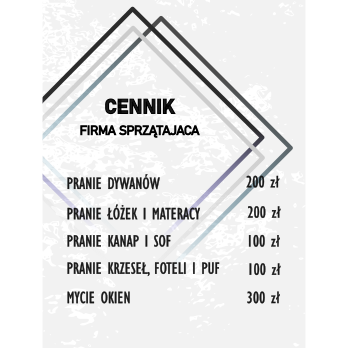 CENNIK
FIRMA SPRZĄTAJACA
PRANIE DYWANÓW 200 zł
PRANIE ŁÓŻEK I MATERACY 200 zł
PRANIE KANAP I SOF 100 zł
PRANIE KRZESEŁ, FOTELI I PUF 100 zł
MYCIE OKIEN 300 zł